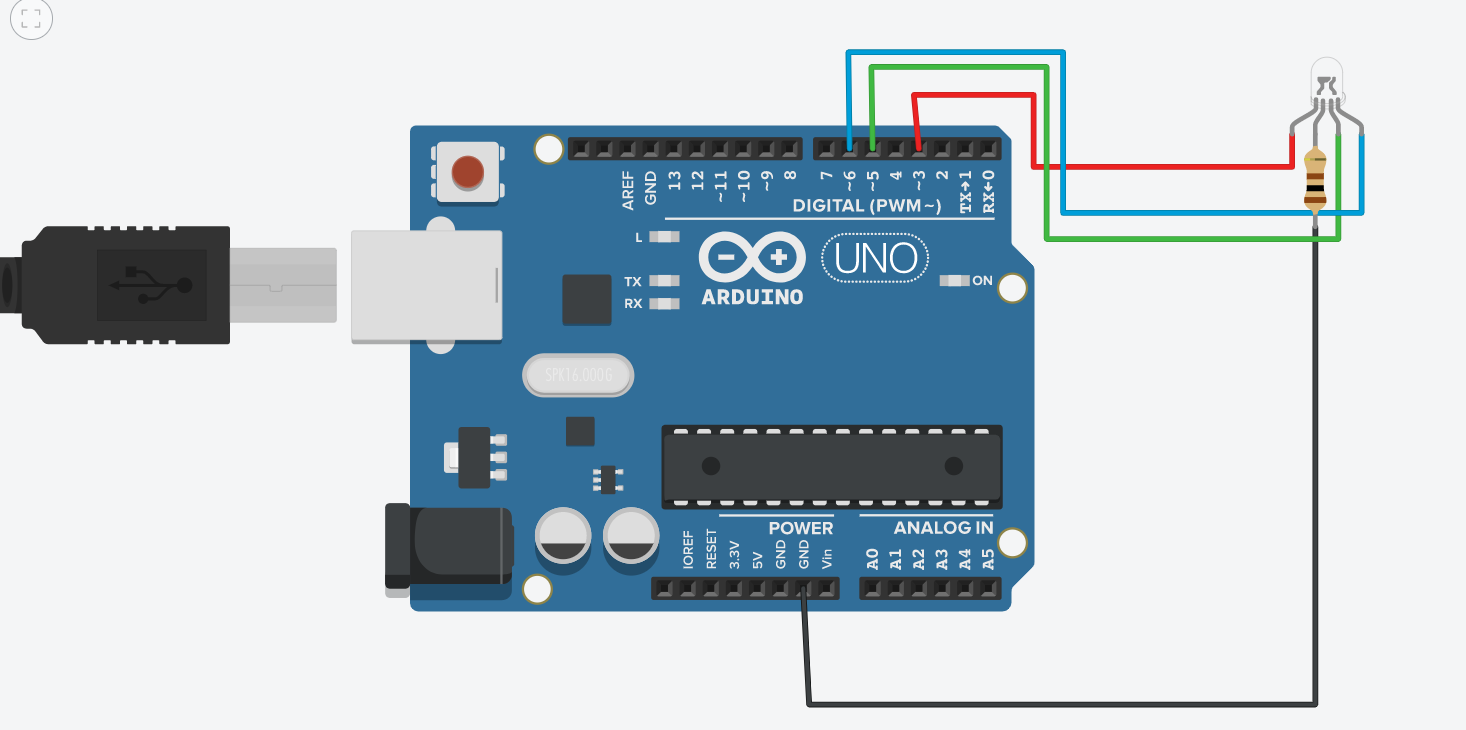 AREF
GND
13
12
~11
~10
~9
8
7
~6
~5
4
~3
2
TX→1
RX←0
DIGITAL (PWM~)
L
TX
RX
UNO
ARDUINO
ON
SPK16.000G
POWER
ANALOG IN
IOREF
RESET
3.3V
5V
GND
GND
Vin
A0
A1
A2
A3
A4
A5